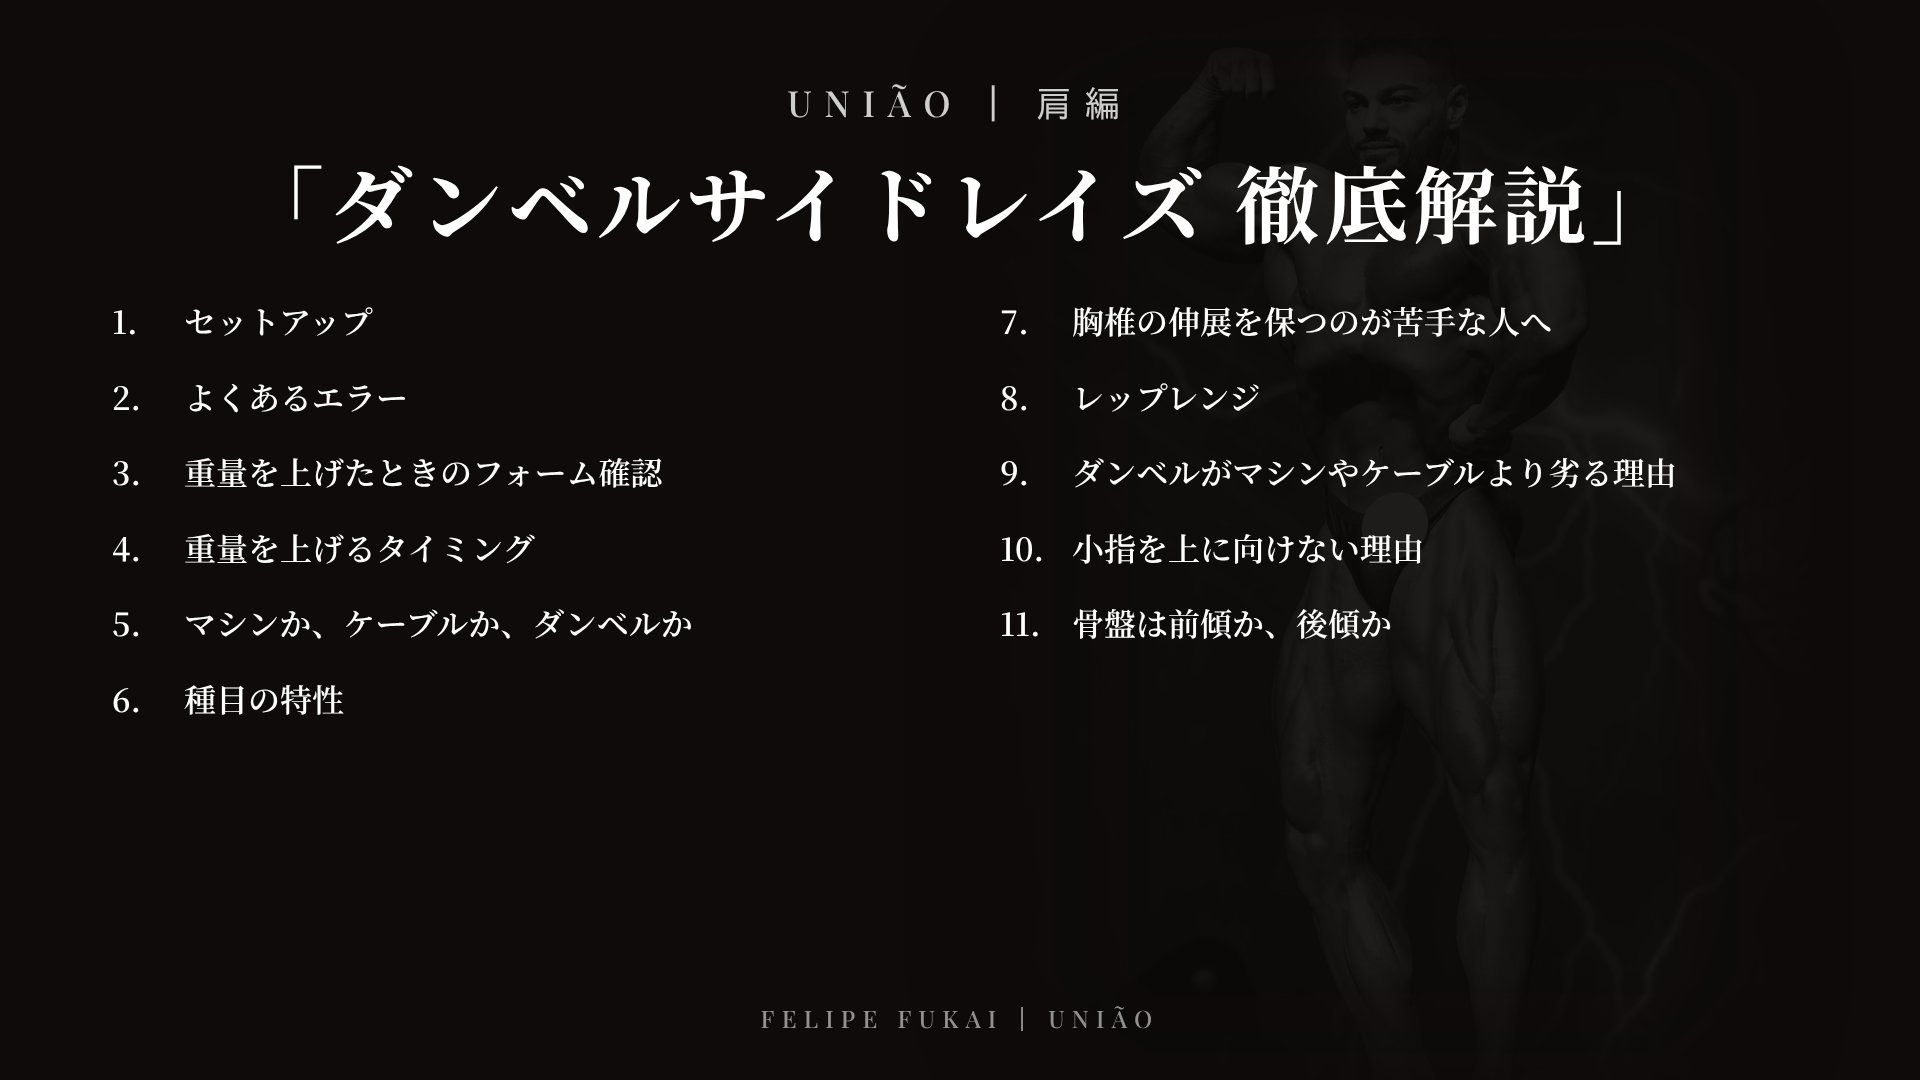 UNIÃO | 肩編
「ダンベルサイドレイズ 徹底解説」
1. セットアップ
2. よくあるエラー
3. 重量を上げたときのフォーム確認
4. 重量を上げるタイミング
5. マシンか、ケーブルか、ダンベルか
6. 種目の特性
7. 胸椎の伸展を保つのが苦手な人へ
8. レップレンジ
9. ダンベルがマシンやケーブルより劣る理由
10. 小指を上に向けない理由
11. 骨盤は前傾か、後傾か
FELIPE FUKAI | UNIÃO